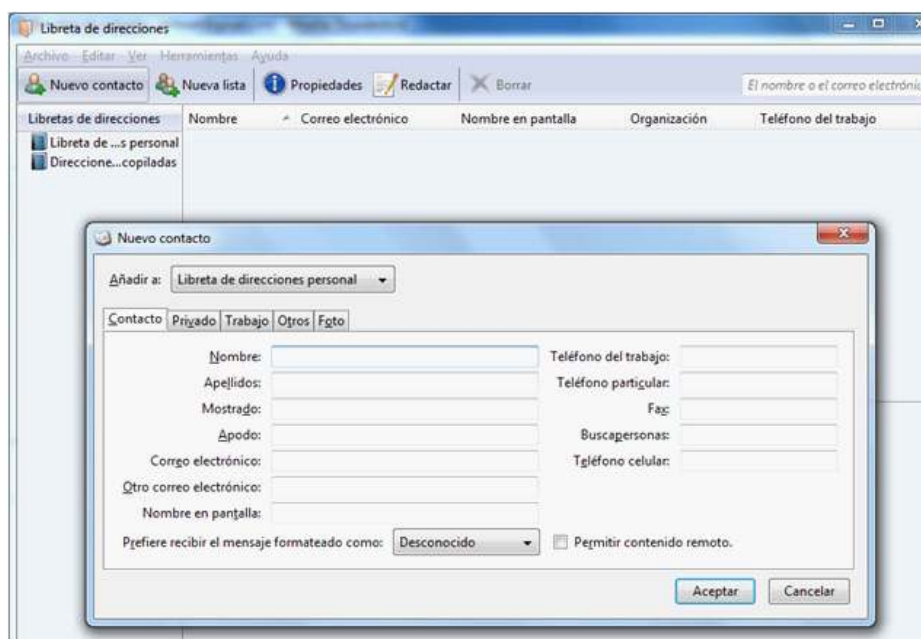 Libreta de direcciones
Archivo Editar Ver Herramientas Ayuda
Nuevo contacto Nueva lista Propiedades Redactar Borrar El nombre o el correo electrónic
Libretas de direcciones Nombre Correo electrónico Nombre en pantalla Organización Teléfono del trabajo
Libreta de ...s personal
Direccione...copiladas
Nuevo contacto
Añadir a: Libreta de direcciones personal
Contacto Privado Trabajo Otros Foto
Nombre: Teléfono del trabajo:
Apellidos: Teléfono particular:
Mostrado: Fax:
Apodo: Buscapersonas:
Correo electrónico: Teléfono celular:
Otro correo electrónico:
Nombre en pantalla:
Prefiere recibir el mensaje formateado como: Desconocido Permitir contenido remoto.
Aceptar Cancelar